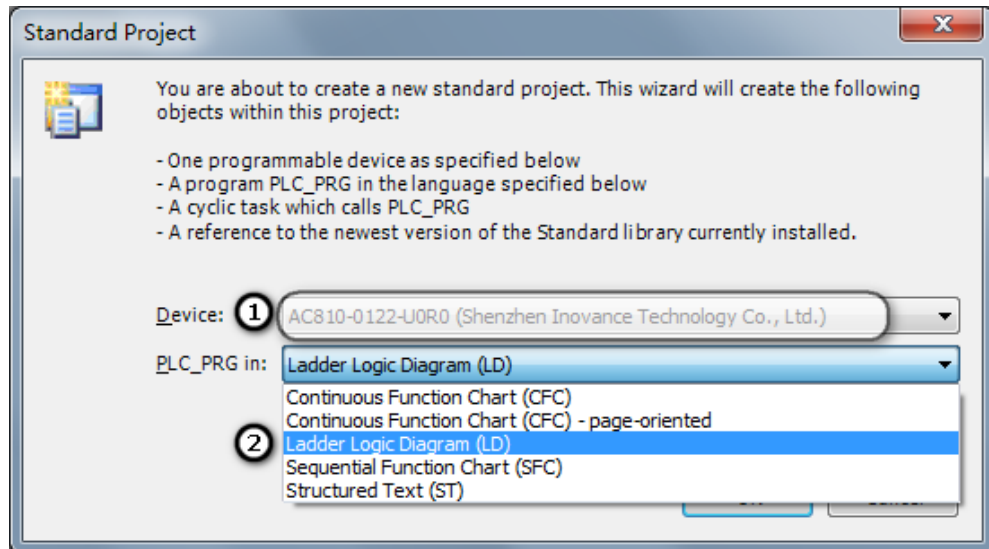 Standard Project
You are about to create a new standard project. This wizard will create the following
objects within this project:
- One programmable device as specified below
- A program PLC_PRG in the language specified below
- A cyclic task which calls PLC_PRG
- A reference to the newest version of the Standard library currently installed.
Device: 1 AC810-0122-U0R0 (Shenzhen Inovance Technology Co., Ltd.)
PLC_PRG in: Ladder Logic Diagram (LD)
Continuous Function Chart (CFC)
Continuous Function Chart (CFC) - page-oriented
2 Ladder Logic Diagram (LD)
Sequential Function Chart (SFC)
Structured Text (ST)